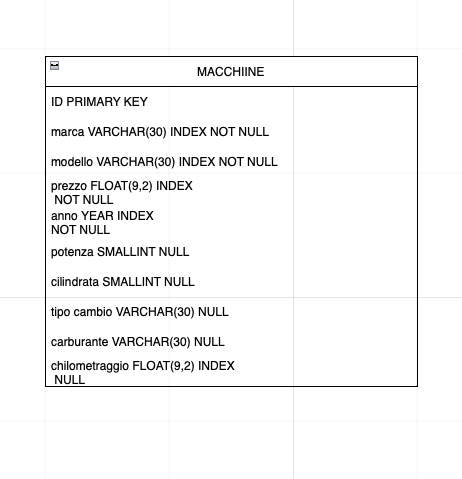 MACCHIINE
ID PRIMARY KEY
marca VARCHAR(30) INDEX NOT NULL
modello VARCHAR(30) INDEX NOT NULL
prezzo FLOAT(9,2) INDEX
NOT NULL
anno YEAR INDEX
NOT NULL
potenza SMALLINT NULL
cilindrata SMALLINT NULL
tipo cambio VARCHAR(30) NULL
carburante VARCHAR(30) NULL
chilometraggio FLOAT(9,2) INDEX
NULL